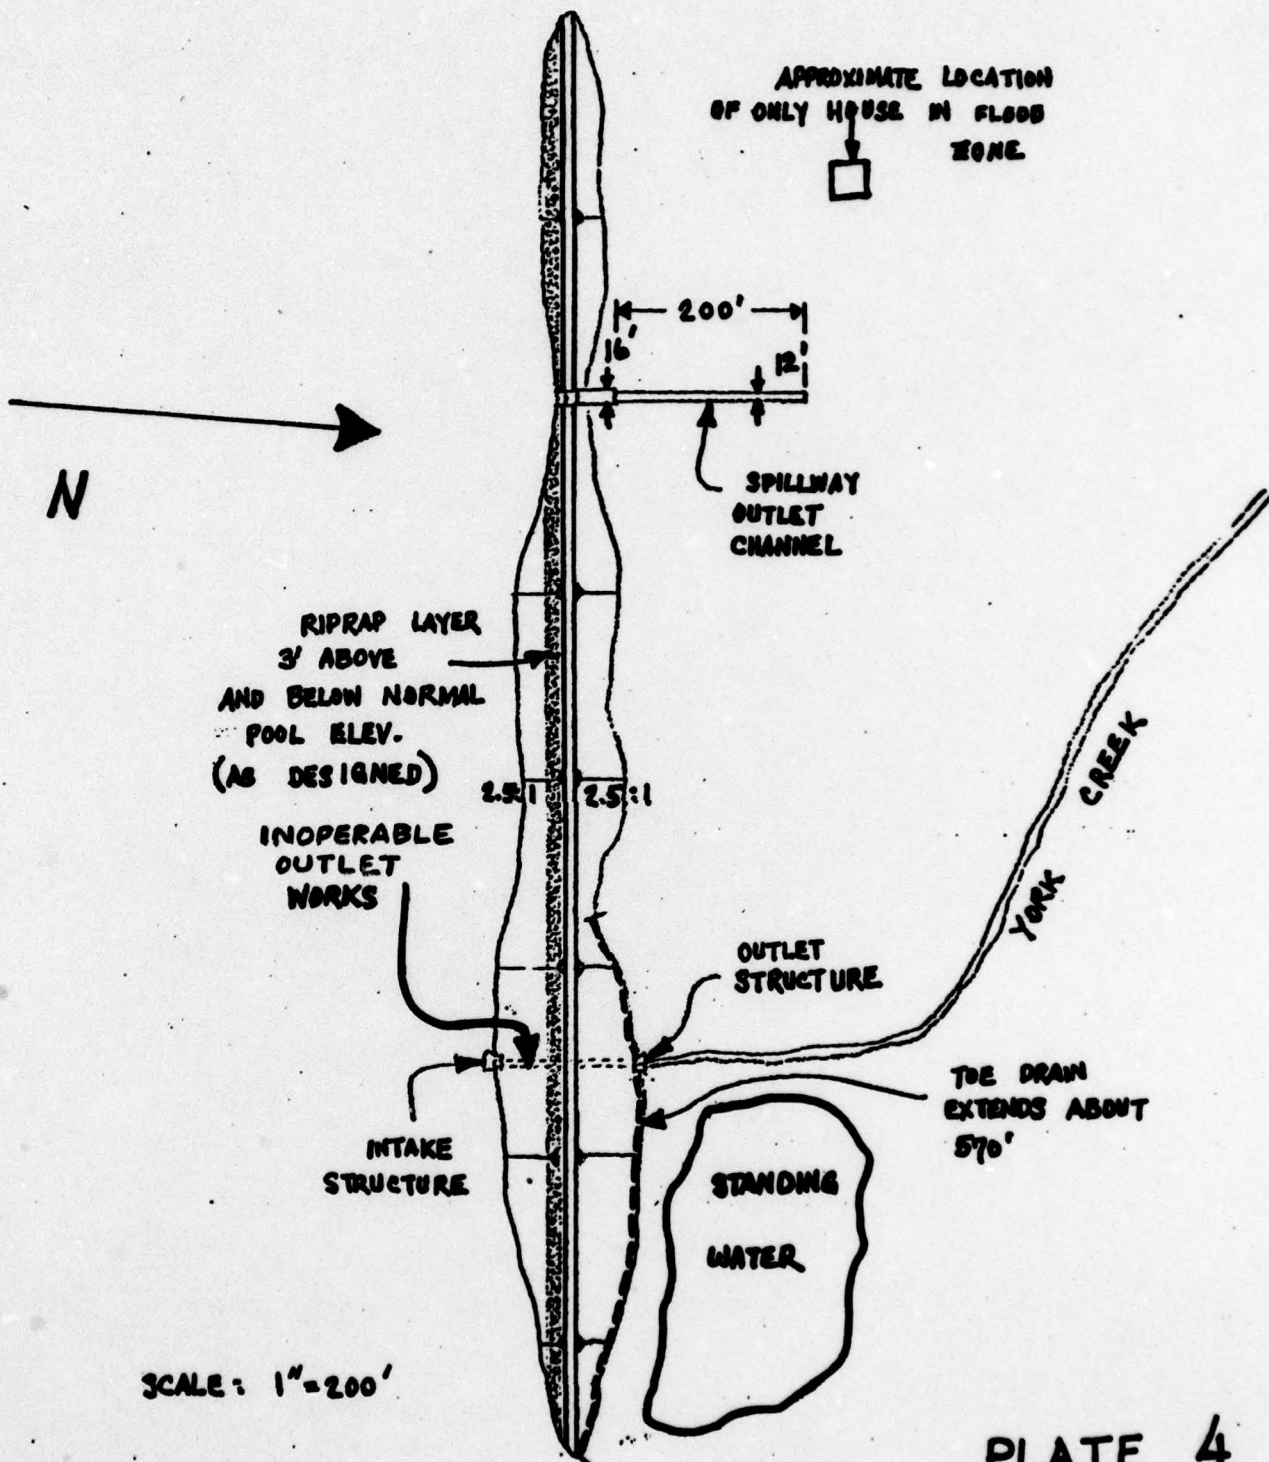 APPROXIMATE LOCATION
OF ONLY HOUSE IN FLOOD
ZONE
200'
16'
12'
N
SPILLWAY
OUTLET
CHANNEL
RIPRAP LAYER
3' ABOVE
AND BELOW NORMAL
POOL ELEV.
(AS DESIGNED)
2.5:1
2.5:1
INOPERABLE
OUTLET
WORKS
YORK CREEK
OUTLET
STRUCTURE
TOE DRAIN
EXTENDS ABOUT
570'
INTAKE
STRUCTURE
STANDING
WATER
SCALE: 1"=200'
PLATE 4